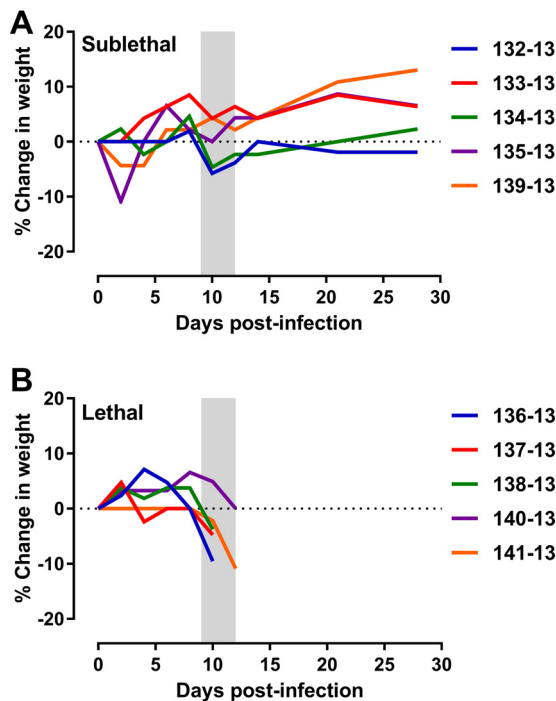 A
Sublethal
% Change in weight
20
10
0
-10
-20
0 5 10 15 20 25 30
Days post-infection
132-13
133-13
134-13
135-13
139-13
B
Lethal
% Change in weight
20
10
0
-10
-20
0 5 10 15 20 25 30
Days post-infection
136-13
137-13
138-13
140-13
141-13